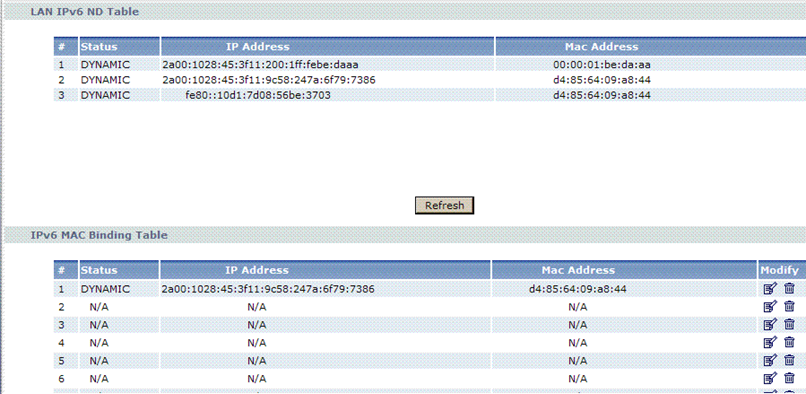 LAN IPv6 ND Table
# Status IP Address Mac Address
1 DYNAMIC 2a00:1028:45:3f11:200:1ff:febe:daaa 00:00:01:be:da:aa
2 DYNAMIC 2a00:1028:45:3f11:9c58:247a:6f79:7386 d4:85:64:09:a8:44
3 DYNAMIC fe80::10d1:7d08:56be:3703 d4:85:64:09:a8:44
Refresh
IPv6 MAC Binding Table
# Status IP Address Mac Address Modify
1 DYNAMIC 2a00:1028:45:3f11:9c58:247a:6f79:7386 d4:85:64:09:a8:44
2 N/A N/A N/A
3 N/A N/A N/A
4 N/A N/A N/A
5 N/A N/A N/A
6 N/A N/A N/A